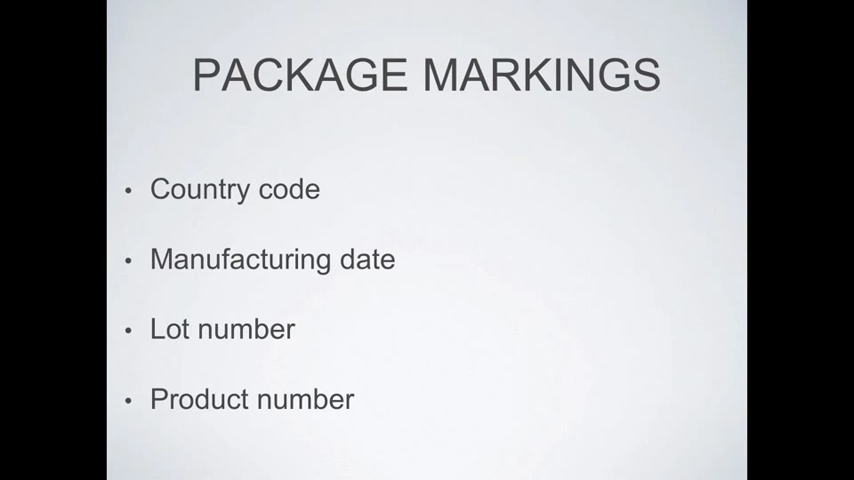 PACKAGE MARKINGS
• Country code
• Manufacturing date
• Lot number
• Product number